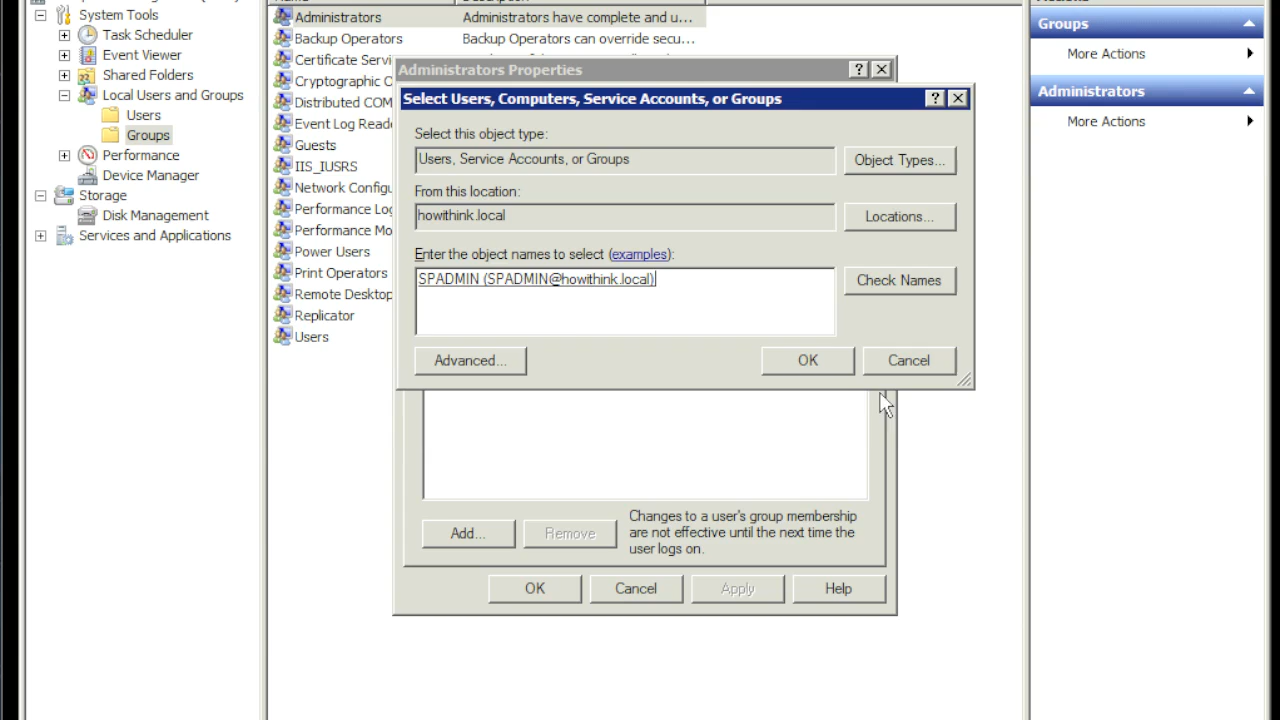 System Tools
Task Scheduler
Event Viewer
Shared Folders
Local Users and Groups
Users
Groups
Performance
Device Manager
Storage
Disk Management
Services and Applications
Administrators Administrators have complete and u...
Backup Operators Backup Operators can override secu...
Certificate Servi
Cryptographic O
Distributed COM
Event Log Reade
Guests
IIS_IUSRS
Network Configu
Performance Log
Performance Mo
Power Users
Print Operators
Remote Desktop
Replicator
Users
Administrators Properties
Select Users, Computers, Service Accounts, or Groups
Select this object type:
Users, Service Accounts, or Groups
Object Types...
From this location:
howithink.local
Locations...
Enter the object names to select (examples):
SPADMIN (SPADMIN@howithink.local)
Check Names
Advanced...
OK
Cancel
Add...
Remove
Changes to a user's group membership
are not effective until the next time the
user logs on.
OK
Cancel
Apply
Help
Groups
More Actions
Administrators
More Actions